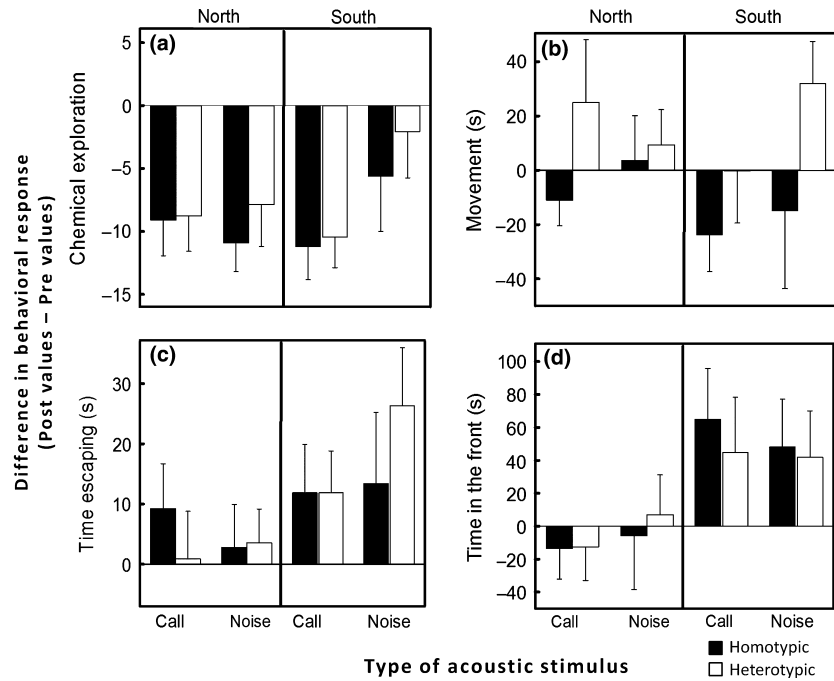 North South North South
Difference in behavioral response
(Post values – Pre values)
(a)
Chemical exploration
5
0
−5
−10
−15
(b)
Movement (s)
40
20
0
−20
−40
(c)
Time escaping (s)
30
20
10
0
Call Noise Call Noise
(d)
Time in the front (s)
100
80
60
40
20
0
−20
−40
Call Noise Call Noise
Type of acoustic stimulus
Homotypic
Heterotypic